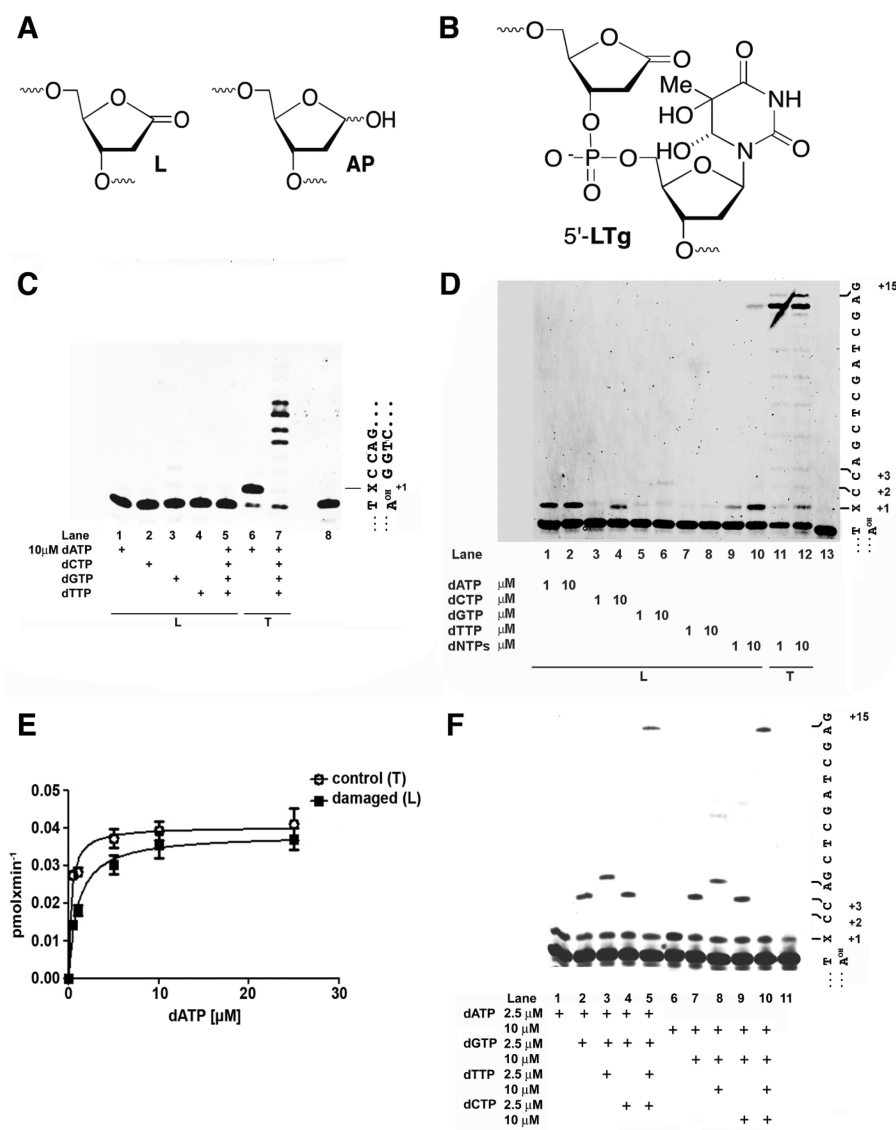 A
O
O
O
L
O
O
O
OH
AP
O
B
O
O
O
Me
O
HO
NH
O
HO
N
O
O⁻ P O
O
O
5'-LTg
O
C
T X C C A G . . .
. . . . A^OH G G T C . . .
+1
Lane 1 2 3 4 5 6 7 8
10μM dATP + + + +
dCTP + + +
dGTP + + +
dTTP + + +
L T
D
G +15
A
G
C
T
A
G
C
T
C
G
A
C
C +3
C +2
X +1
T A^OH
Lane 1 2 3 4 5 6 7 8 9 10 11 12 13
dATP μM 1 10
dCTP μM 1 10
dGTP μM 1 10
dTTP μM 1 10
dNTPs μM 1 10 1 10
L T
E
control (T)
damaged (L)
0.05
0.04
0.03
0.02
0.01
0.00
0 10 20 30
pmolxmin⁻¹
dATP [μM]
F
G +15
A
G
C
T
A
G
C
T
C
G
A
C +3
C +2
X +1
T A^OH
Lane 1 2 3 4 5 6 7 8 9 10 11
dATP 2.5 μM + + + + +
10 μM + + + + +
dGTP 2.5 μM + + + +
10 μM + + + +
dTTP 2.5 μM + +
10 μM + +
dCTP 2.5 μM + +
10 μM + +